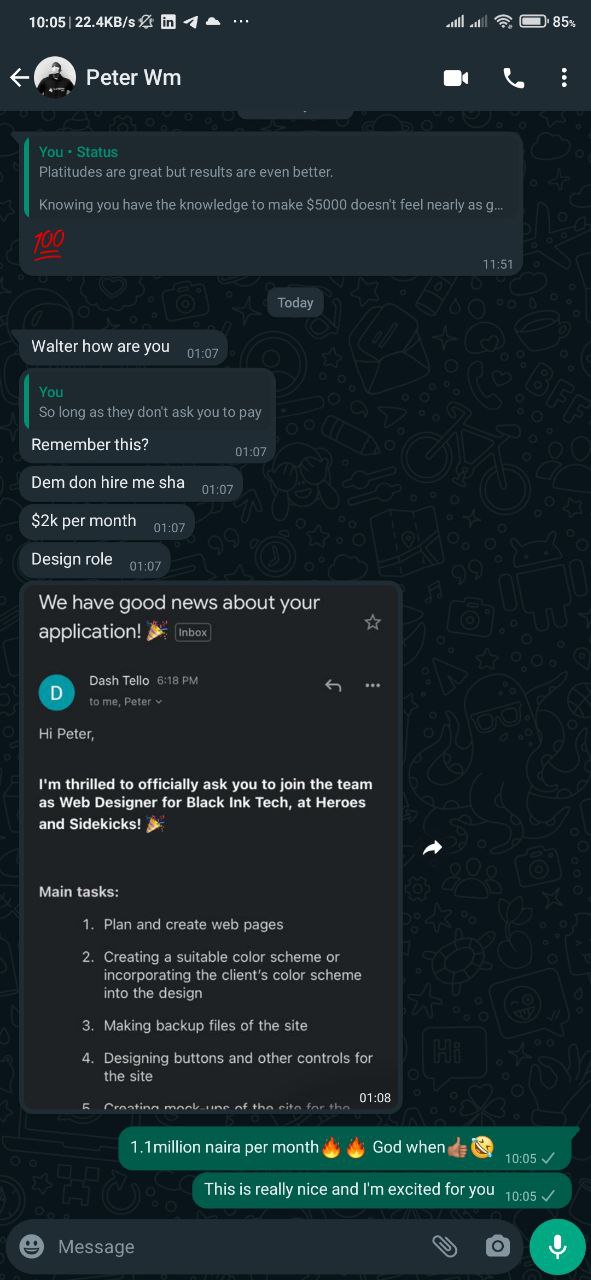 10:05 | 22.4KB/s ... 85%
Peter Wm
You • Status
Platitudes are great but results are even better.
Knowing you have the knowledge to make $5000 doesn't feel nearly as g...
💯
11:51
Today
Walter how are you 01:07
You
So long as they don't ask you to pay
Remember this? 01:07
Dem don hire me sha 01:07
$2k per month 01:07
Design role 01:07
We have good news about your
application! 🎉 Inbox
D Dash Tello 6:18 PM
to me, Peter
Hi Peter,
I'm thrilled to officially ask you to join the team
as Web Designer for Black Ink Tech, at Heroes
and Sidekicks! 🎉
Main tasks:
1. Plan and create web pages
2. Creating a suitable color scheme or
incorporating the client's color scheme
into the design
3. Making backup files of the site
4. Designing buttons and other controls for
the site
5. Creating mock-ups of the site for the
01:08
1.1million naira per month🔥🔥 God when👍🏾🤣 10:05
This is really nice and I'm excited for you 10:05
Message